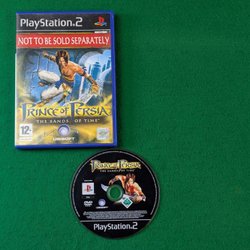 PlayStation 2
NOT TO BE SOLD SEPARATELY
PRINCE OF PERSIA
THE SANDS OF TIME
12+
UBISOFT
PRINCE OF PERSIA
THE SANDS OF TIME
PlayStation 2